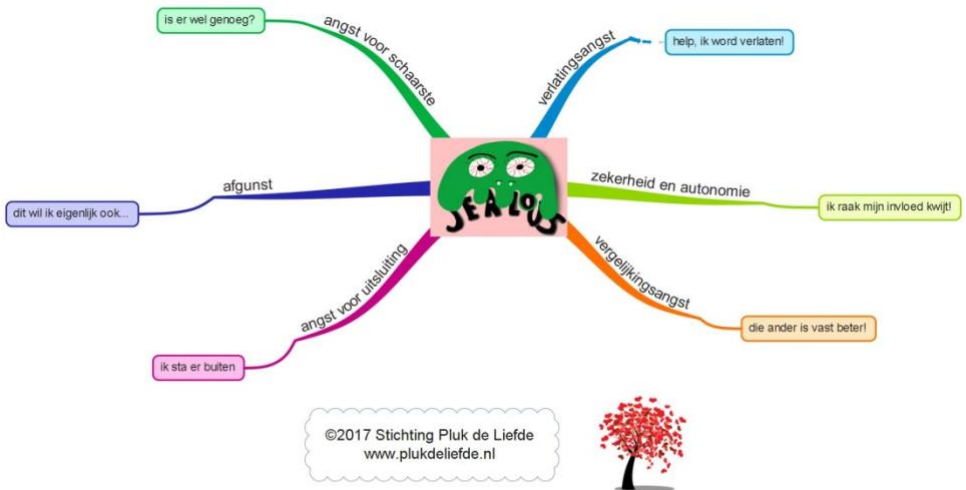 is er wel genoeg?
angst voor schaarste
verlatingsangst
help, ik word verlaten!
afgunst
dit wil ik eigenlijk ook...
JEALOUS
zekerheid en autonomie
ik raak mijn invloed kwijt!
angst voor uitsluiting
ik sta er buiten
vergelijkingsangst
die ander is vast beter!
©2017 Stichting Pluk de Liefde
www.plukdeliefde.nl